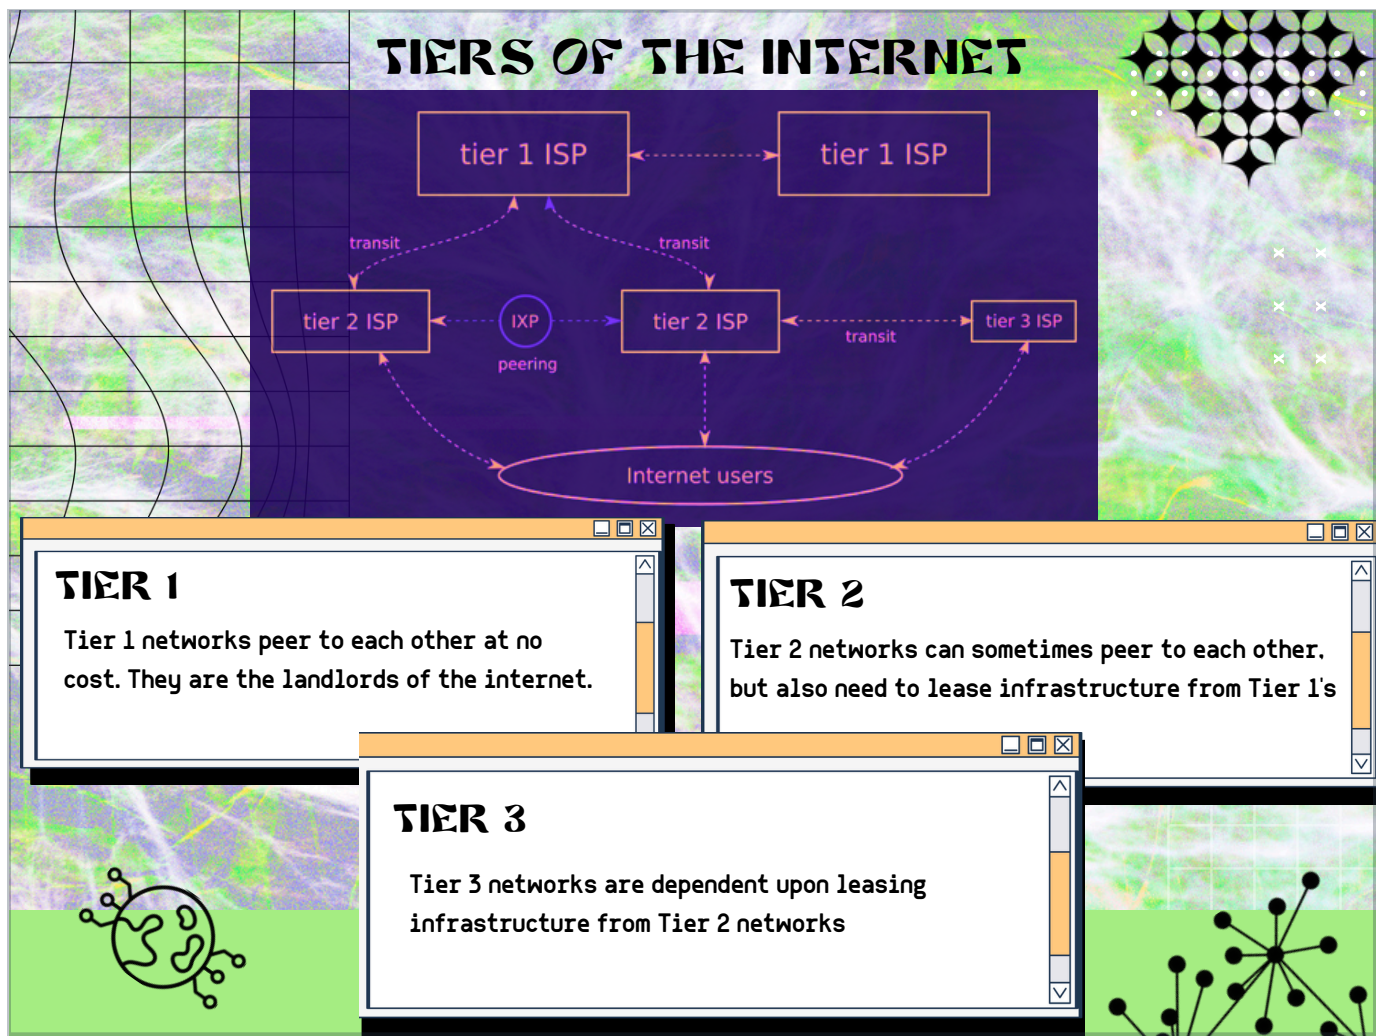 TIERS OF THE INTERNET
tier 1 ISP
tier 1 ISP
transit
transit
tier 2 ISP
IXP
tier 2 ISP
tier 3 ISP
transit
peering
Internet users
TIER 1
Tier 1 networks peer to each other at no
cost. They are the landlords of the internet.
TIER 2
Tier 2 networks can sometimes peer to each other,
but also need to lease infrastructure from Tier 1's
TIER 3
Tier 3 networks are dependent upon leasing
infrastructure from Tier 2 networks